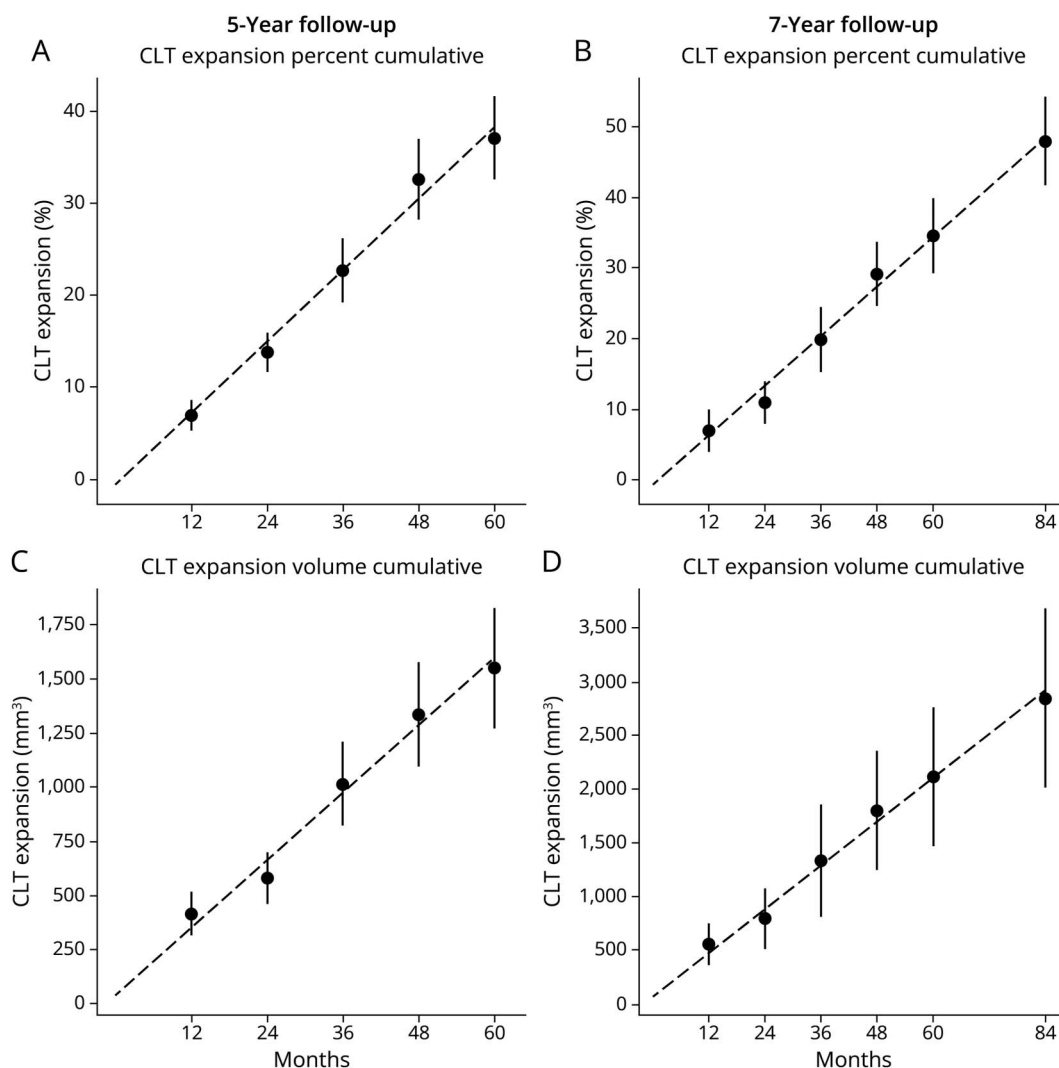 5-Year follow-up
A
CLT expansion percent cumulative
CLT expansion (%)
40
30
20
10
0
12 24 36 48 60
7-Year follow-up
B
CLT expansion percent cumulative
CLT expansion (%)
50
40
30
20
10
0
12 24 36 48 60 84
C
CLT expansion volume cumulative
CLT expansion (mm³)
1,750
1,500
1,250
1,000
750
500
250
0
12 24 36 48 60
Months
D
CLT expansion volume cumulative
CLT expansion (mm³)
3,500
3,000
2,500
2,000
1,500
1,000
500
0
12 24 36 48 60 84
Months